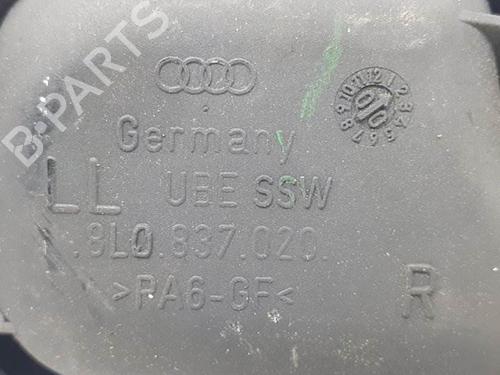 B-PARTS
Germany
LL UBE SSW
.8L0.837.020.
>PA6-GF<
R